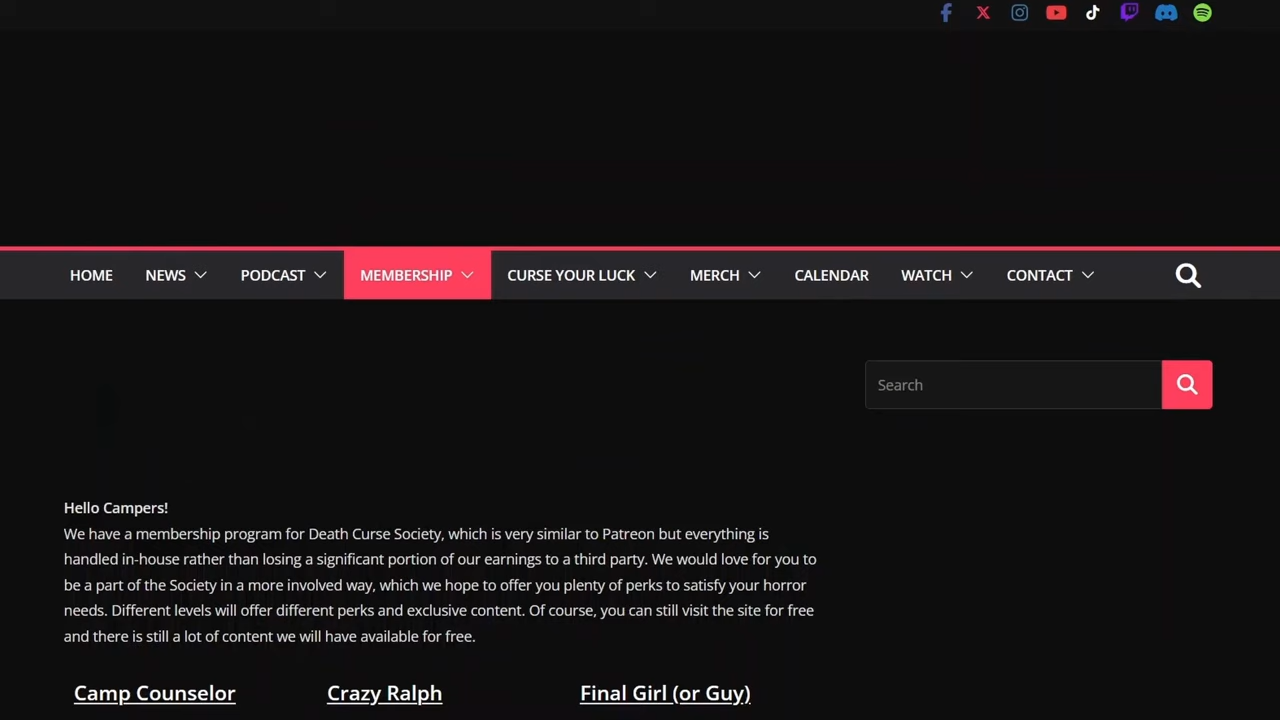 HOME NEWS PODCAST MEMBERSHIP CURSE YOUR LUCK MERCH CALENDAR WATCH CONTACT
Search
Hello Campers!
We have a membership program for Death Curse Society, which is very similar to Patreon but everything is
handled in-house rather than losing a significant portion of our earnings to a third party. We would love for you to
be a part of the Society in a more involved way, which we hope to offer you plenty of perks to satisfy your horror
needs. Different levels will offer different perks and exclusive content. Of course, you can still visit the site for free
and there is still a lot of content we will have available for free.
Camp Counselor Crazy Ralph Final Girl (or Guy)